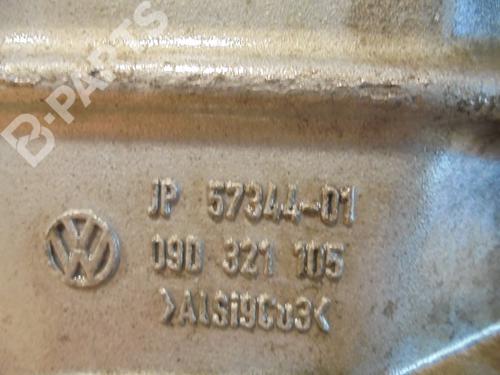 B-PARTS
JP 57344-01
09D 321 105
>AlSi9Cu3<